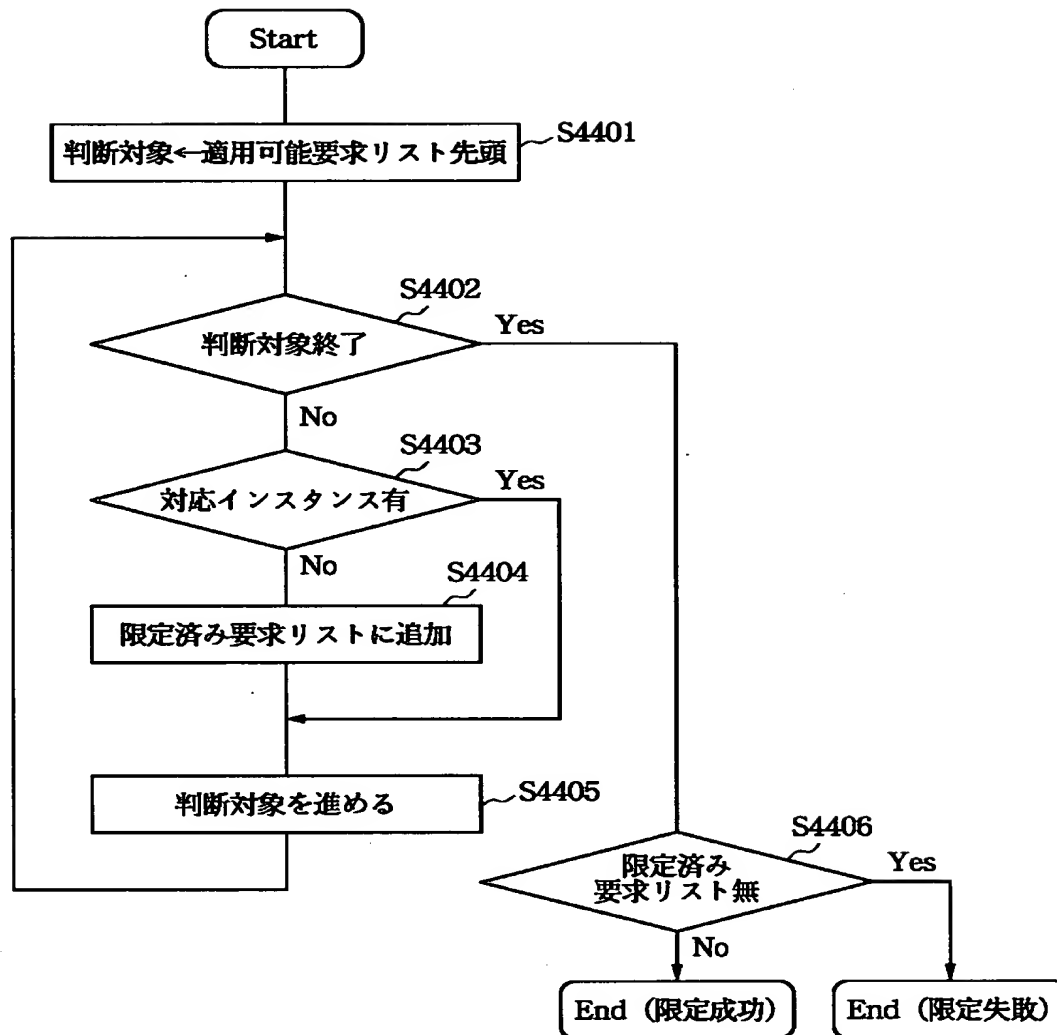 Start
S4401
判断対象←適用可能要求リスト先頭
S4402
判断対象終了
Yes
No
S4403
対応インスタンス有
Yes
No
S4404
限定済み要求リストに追加
判断対象を進める
S4405
S4406
限定済み
要求リスト無
Yes
No
End（限定成功）
End（限定失敗）